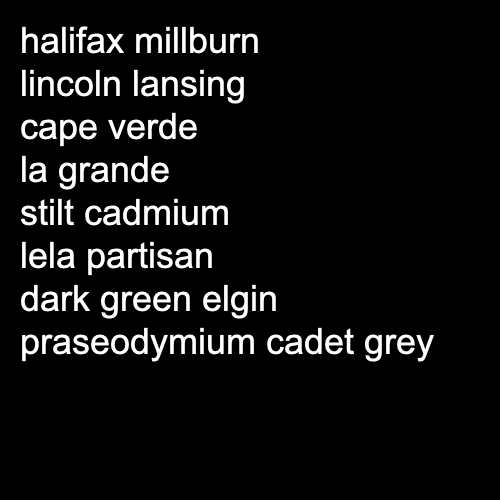 halifax millburn
lincoln lansing
cape verde
la grande
stilt cadmium
lela partisan
dark green elgin
praseodymium cadet grey